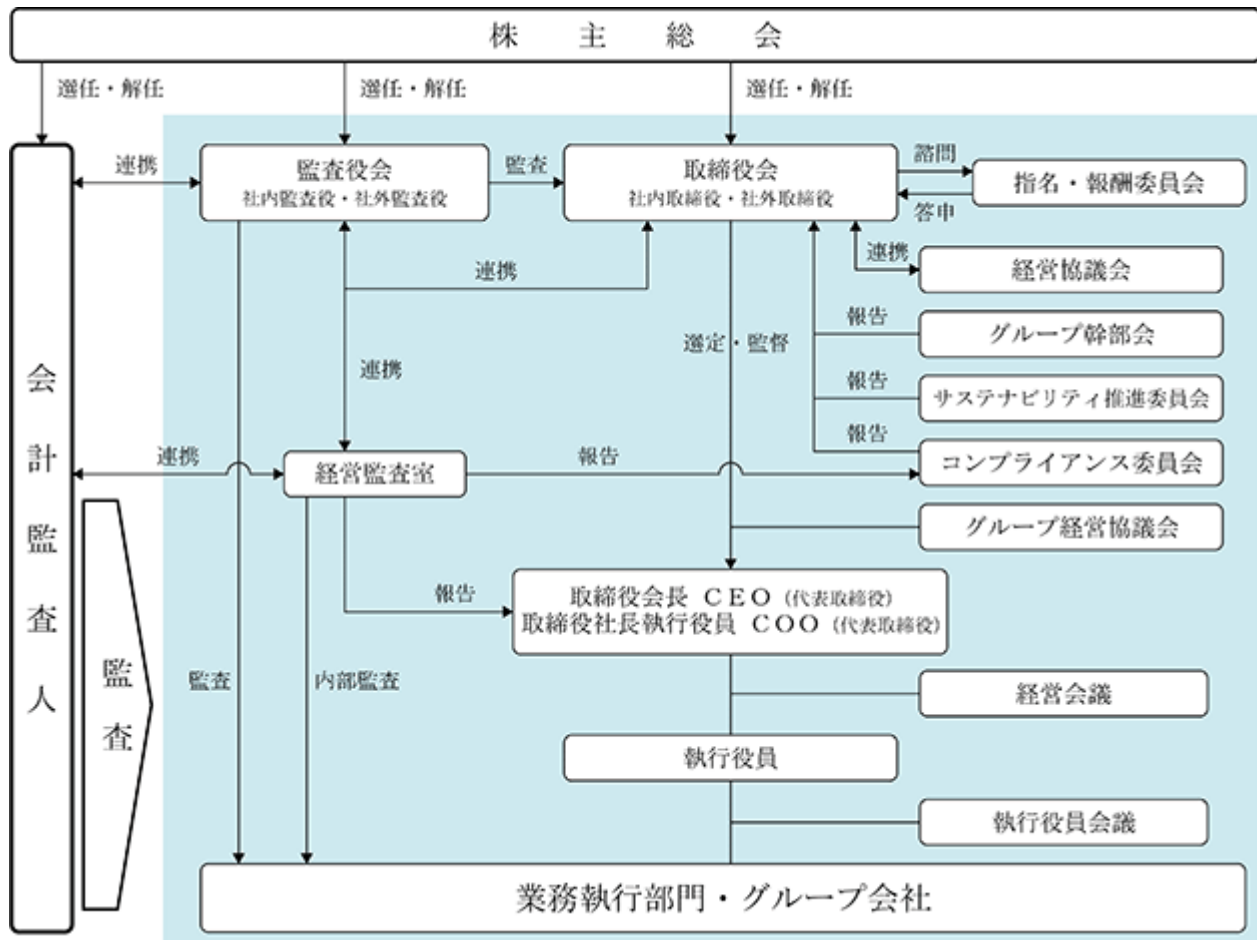 株主総会
選任・解任
選任・解任
選任・解任
連携
監査役会
社内監査役・社外監査役
監査
取締役会
社内取締役・社外取締役
諮問
答申
指名・報酬委員会
連携
経営協議会
連携
報告
グループ幹部会
選定・監督
連携
報告
サステナビリティ推進委員会
報告
コンプライアンス委員会
会計監査人
連携
経営監査室
報告
グループ経営協議会
報告
取締役会長 CEO（代表取締役）
取締役社長執行役員 COO（代表取締役）
監査
監査
内部監査
経営会議
執行役員
執行役員会議
業務執行部門・グループ会社